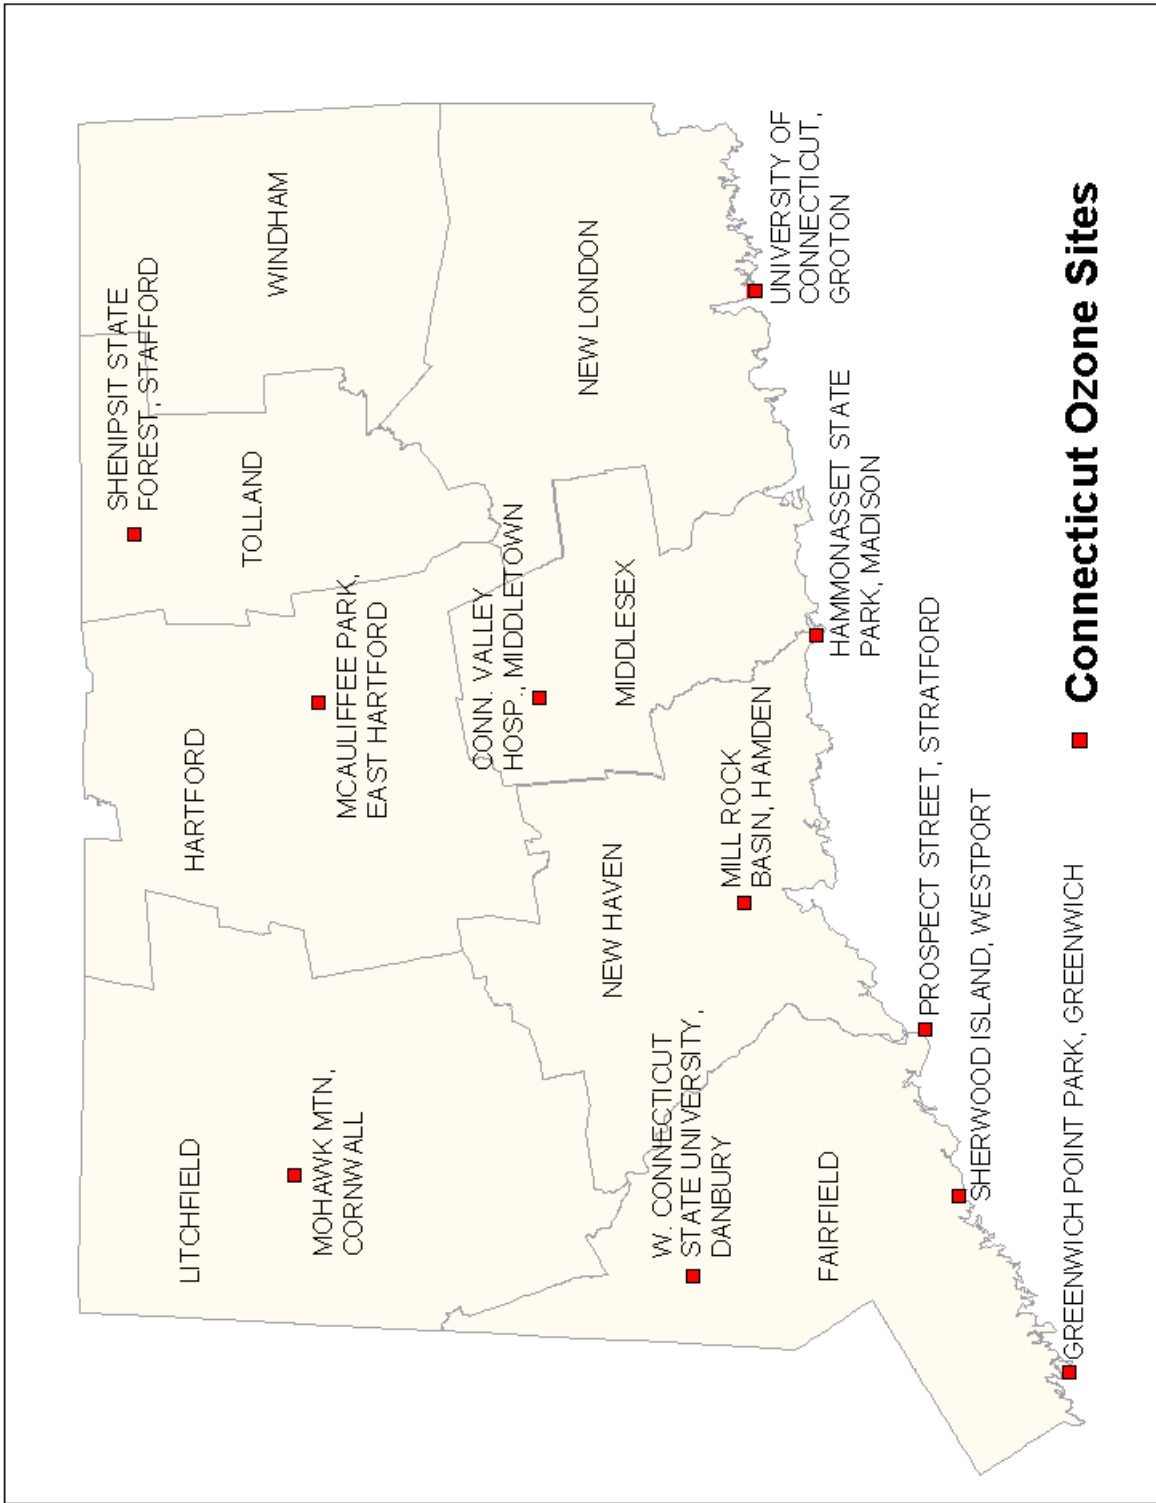 SHENIPSIT STATE
FOREST, STAFFORD
WINDHAM
LITCHFIELD
HARTFORD
TOLLAND
MOHAWK MTN,
CORNWALL
MCAULIFFEE PARK,
EAST HARTFORD
CONN. VALLEY
HOSP., MIDDLETOWN
NEW LONDON
NEW HAVEN
MIDDLESEX
W. CONNECTICUT
STATE UNIVERSITY,
DANBURY
MILL ROCK
BASIN, HAMDEN
UNIVERSITY OF
CONNECTICUT,
GROTON
FAIRFIELD
HAMMONASSET STATE
PARK, MADISON
PROSPECT STREET, STRATFORD
SHERWOOD ISLAND, WESTPORT
GREENWICH POINT PARK, GREENWICH
Connecticut Ozone Sites